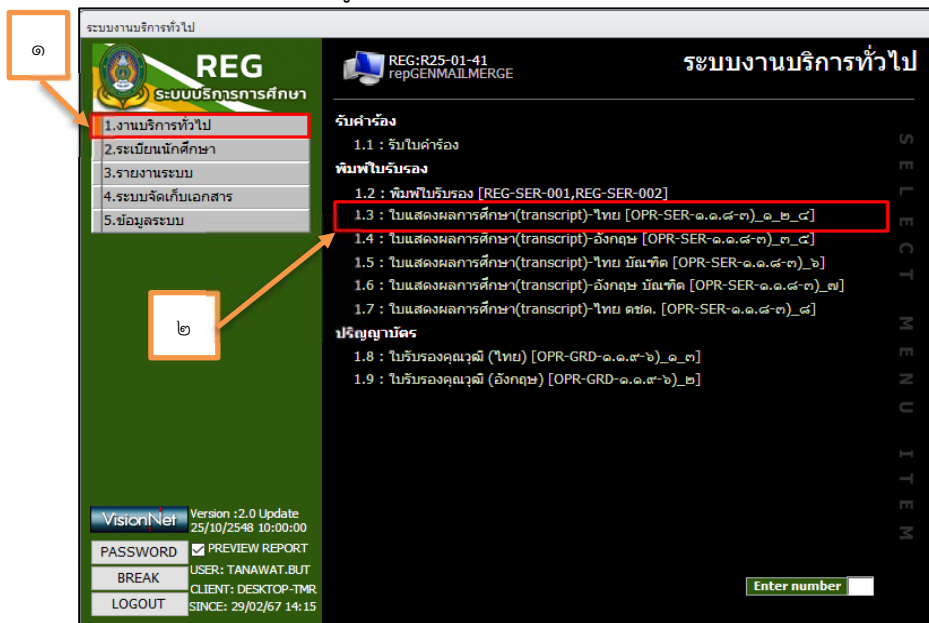 ระบบงานบริการทั่วไป
๑
REG
ระบบบริการการศึกษา
REG:R25-01-41
repGENMAILMERGE
ระบบงานบริการทั่วไป
1.งานบริการทั่วไป
2.ระเบียนนักศึกษา
3.รายงานระบบ
4.ระบบจัดเก็บเอกสาร
5.ข้อมูลระบบ
๒
รับคำร้อง
1.1 : รับใบคำร้อง
พิมพ์ใบรับรอง
1.2 : พิมพ์ใบรับรอง [REG-SER-001,REG-SER-002]
1.3 : ใบแสดงผลการศึกษา(transcript)-ไทย [OPR-SER-๑.๑.๘-๓)_๑_๒_๔]
1.4 : ใบแสดงผลการศึกษา(transcript)-อังกฤษ [OPR-SER-๑.๑.๘-๓)_๓_๕]
1.5 : ใบแสดงผลการศึกษา(transcript)-ไทย บัณฑิต [OPR-SER-๑.๑.๘-๓)_๖]
1.6 : ใบแสดงผลการศึกษา(transcript)-อังกฤษ บัณฑิต [OPR-SER-๑.๑.๘-๓)_๗]
1.7 : ใบแสดงผลการศึกษา(transcript)-ไทย ตชด. [OPR-SER-๑.๑.๘-๓)_๘]
ปริญญาบัตร
1.8 : ใบรับรองคุณวุฒิ (ไทย) [OPR-GRD-๑.๑.๙-๖)_๑_๓]
1.9 : ใบรับรองคุณวุฒิ (อังกฤษ) [OPR-GRD-๑.๑.๙-๖)_๒]
SELECT MENU ITEM
VisionNet
Version :2.0 Update
25/10/2548 10:00:00
PASSWORD
PREVIEW REPORT
BREAK
USER: TANAWAT.BUT
CLIENT: DESKTOP-TMR
LOGOUT
SINCE: 29/02/67 14:15
Enter number